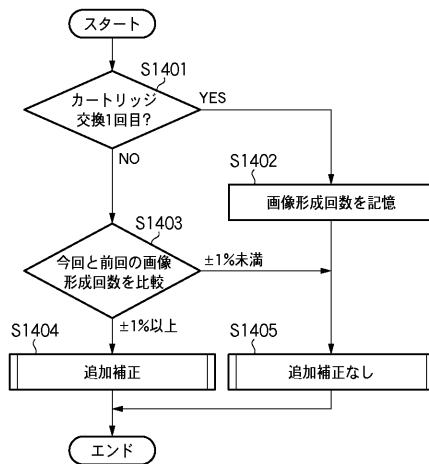 スタート
S1401
カートリッジ
交換1回目?
YES
NO
S1402
画像形成回数を記憶
S1403
今回と前回の画像
形成回数を比較
±1%未満
±1%以上
S1404
追加補正
S1405
追加補正なし
エンド